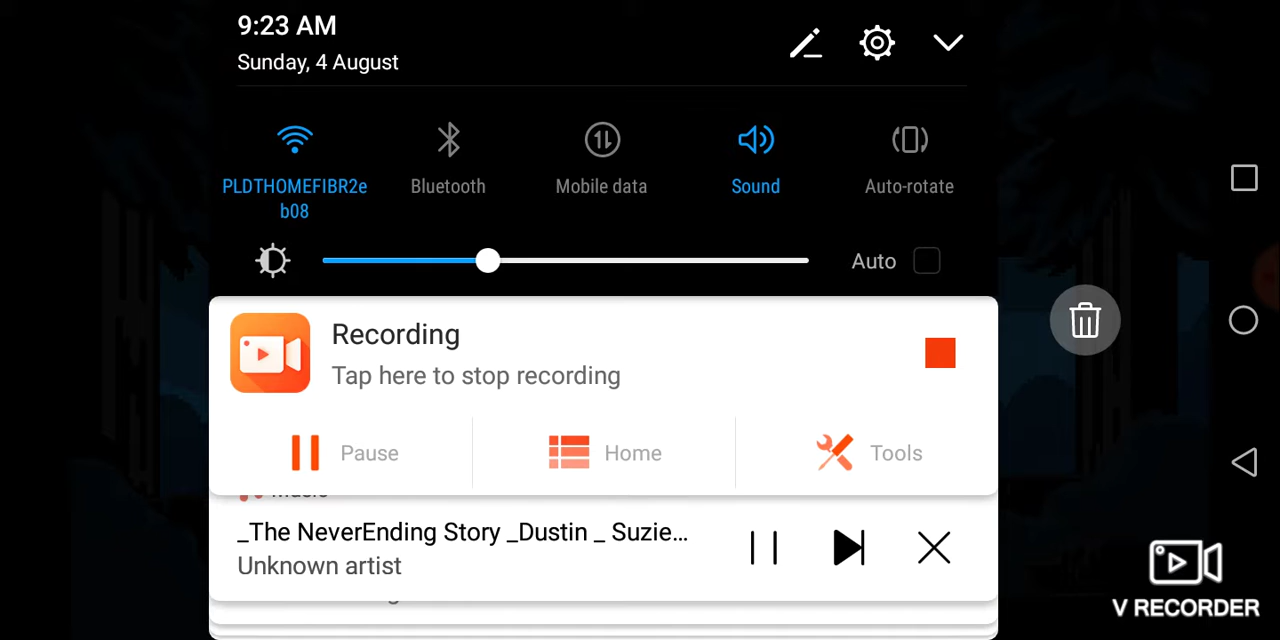 9:23 AM
Sunday, 4 August
PLDTHOMEFIBR2e
b08
Bluetooth
Mobile data
Sound
Auto-rotate
Auto
Recording
Tap here to stop recording
Pause
Home
Tools
Music
_The NeverEnding Story _Dustin _ Suzie...
Unknown artist
V RECORDER